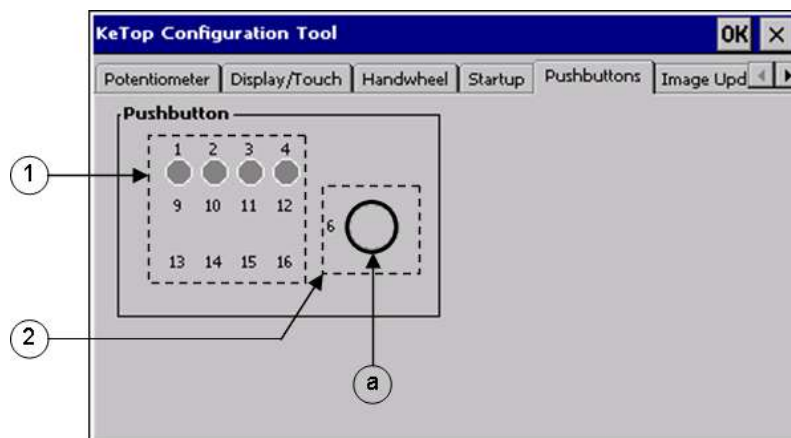 KeTop Configuration Tool OK ×
Potentiometer Display/Touch Handwheel Startup Pushbuttons Image Upd
Pushbutton
1 2 3 4
1
9 10 11 12
6
13 14 15 16
2
a